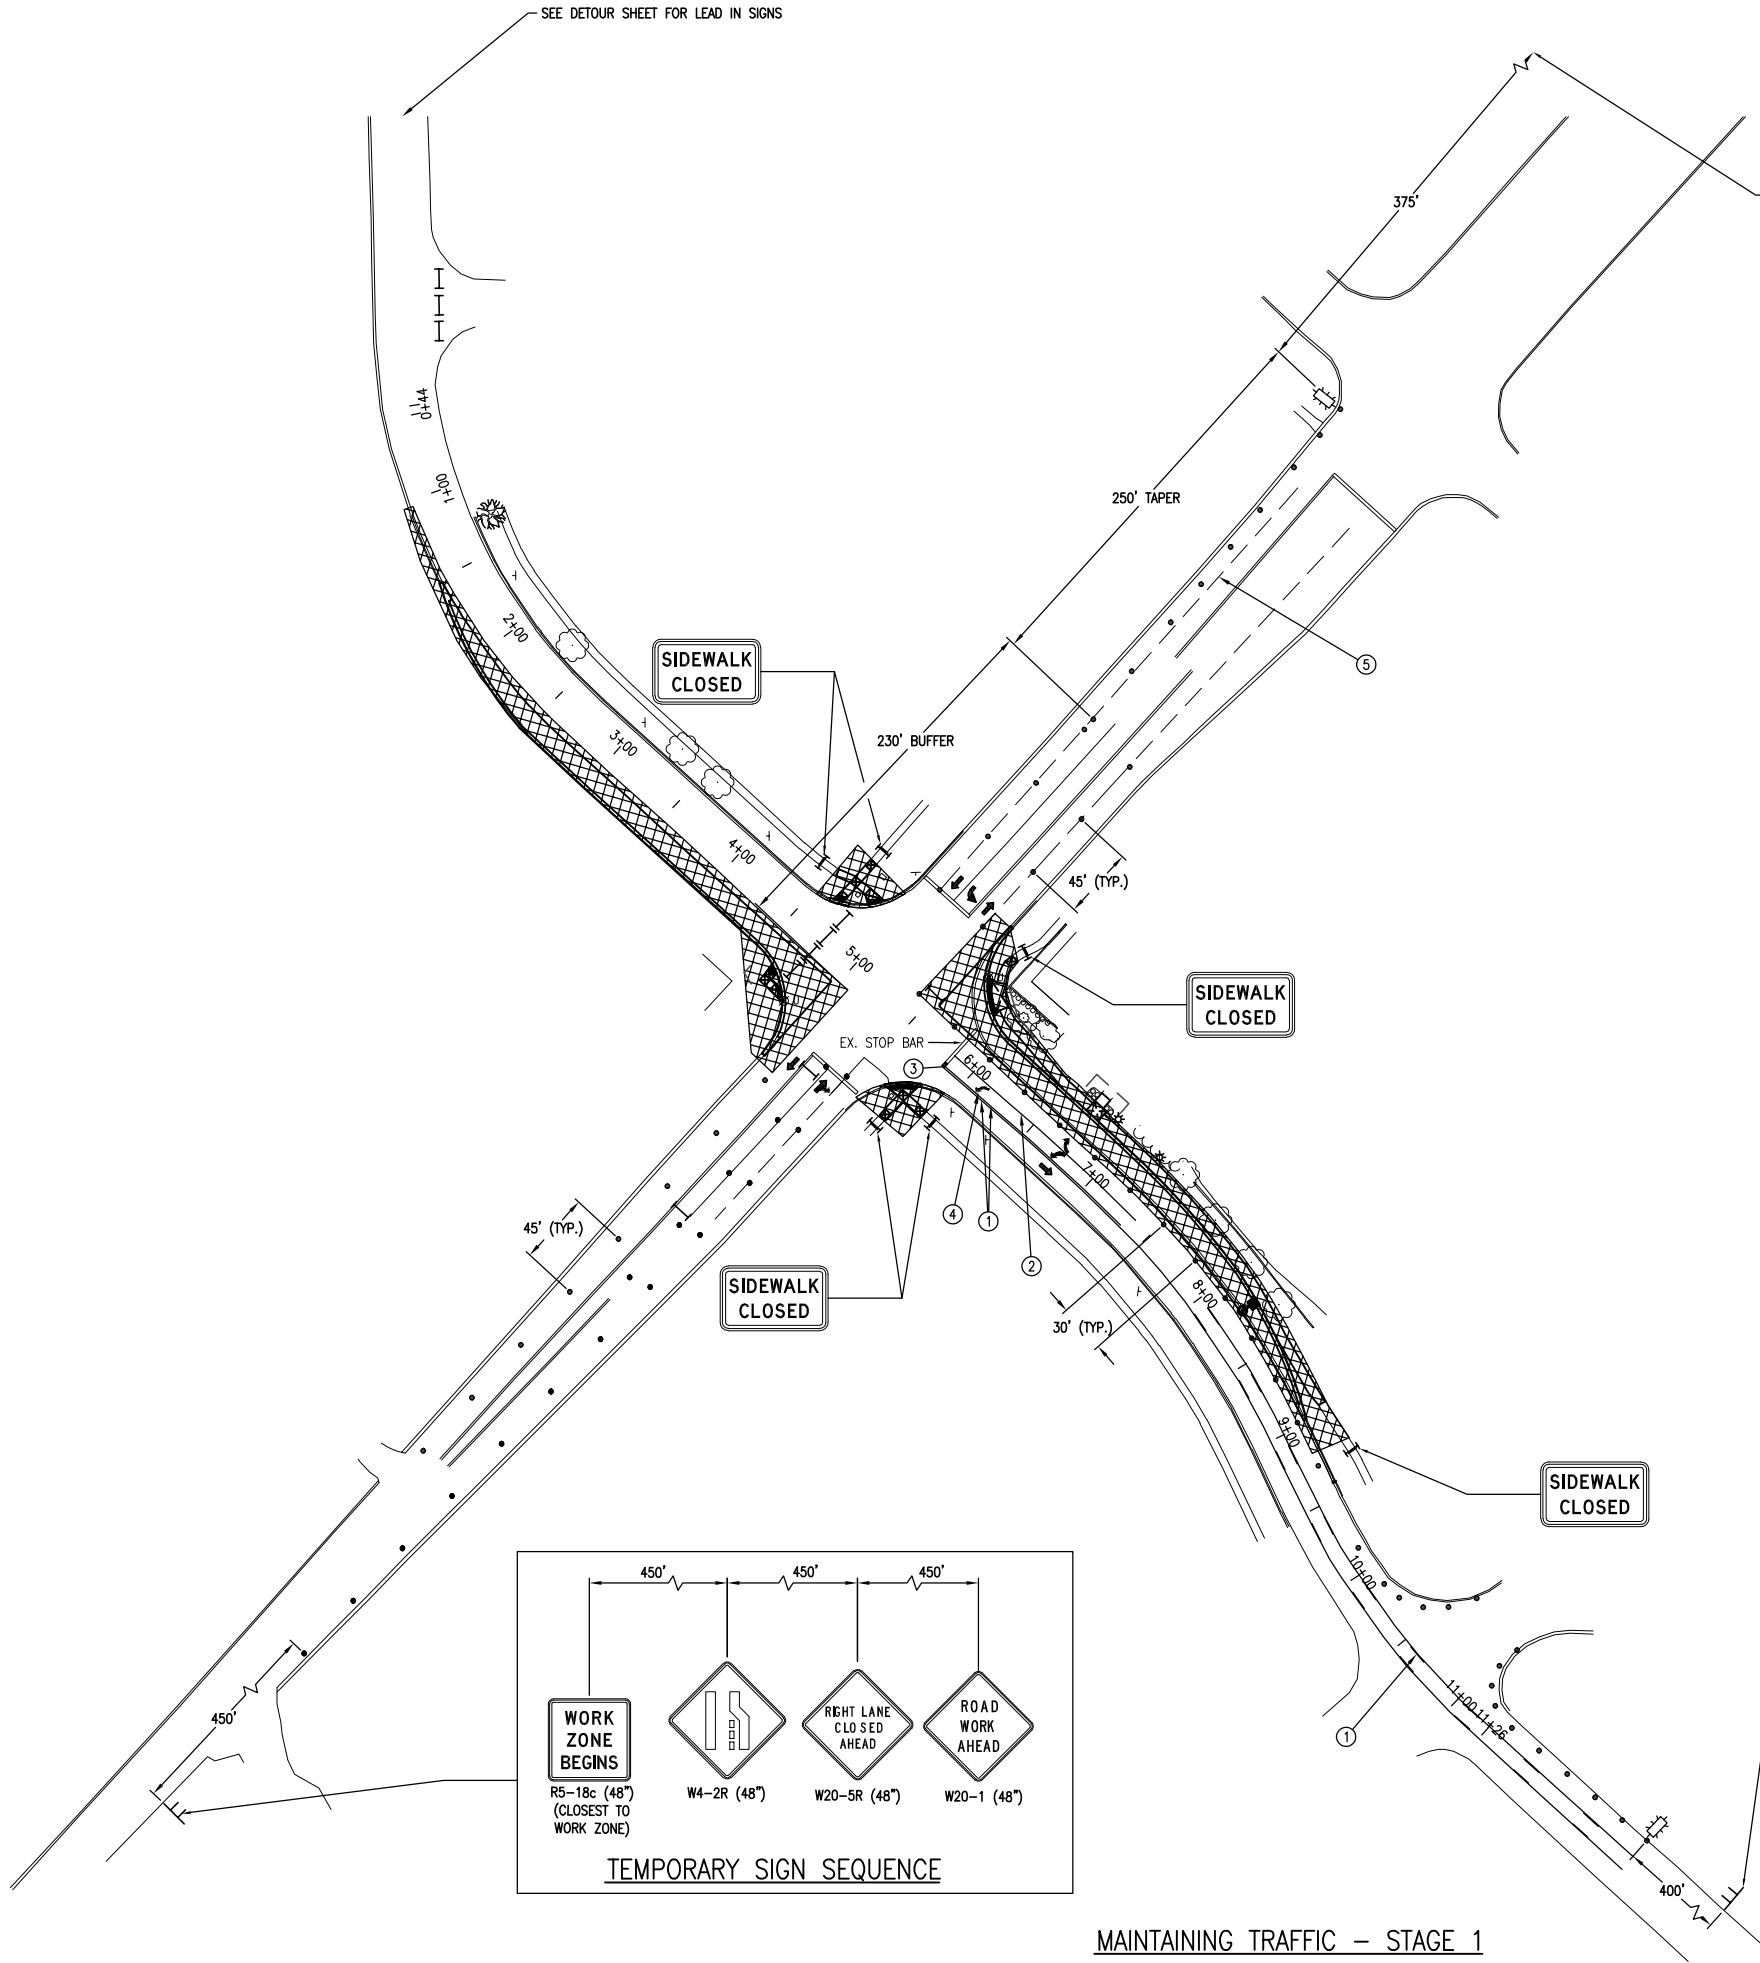 SEE DETOUR SHEET FOR LEAD IN SIGNS
375'
0+44
1+00
250' TAPER
2+00
SIDEWALK
CLOSED
5
3+00
230' BUFFER
4+00
45' (TYP.)
5+00
SIDEWALK
CLOSED
EX. STOP BAR
3
6+00
7+00
4
1
2
45' (TYP.)
SIDEWALK
CLOSED
8+00
30' (TYP.)
9+00
SIDEWALK
CLOSED
10+00
450'
450'
450'
450'
WORK
ZONE
BEGINS
RIGHT LANE
CLOSED
AHEAD
ROAD
WORK
AHEAD
R5-18c (48")
(CLOSEST TO
WORK ZONE)
W4-2R (48")
W20-5R (48")
W20-1 (48")
TEMPORARY SIGN SEQUENCE
11+00
11+26
1
400'
MAINTAINING TRAFFIC - STAGE 1